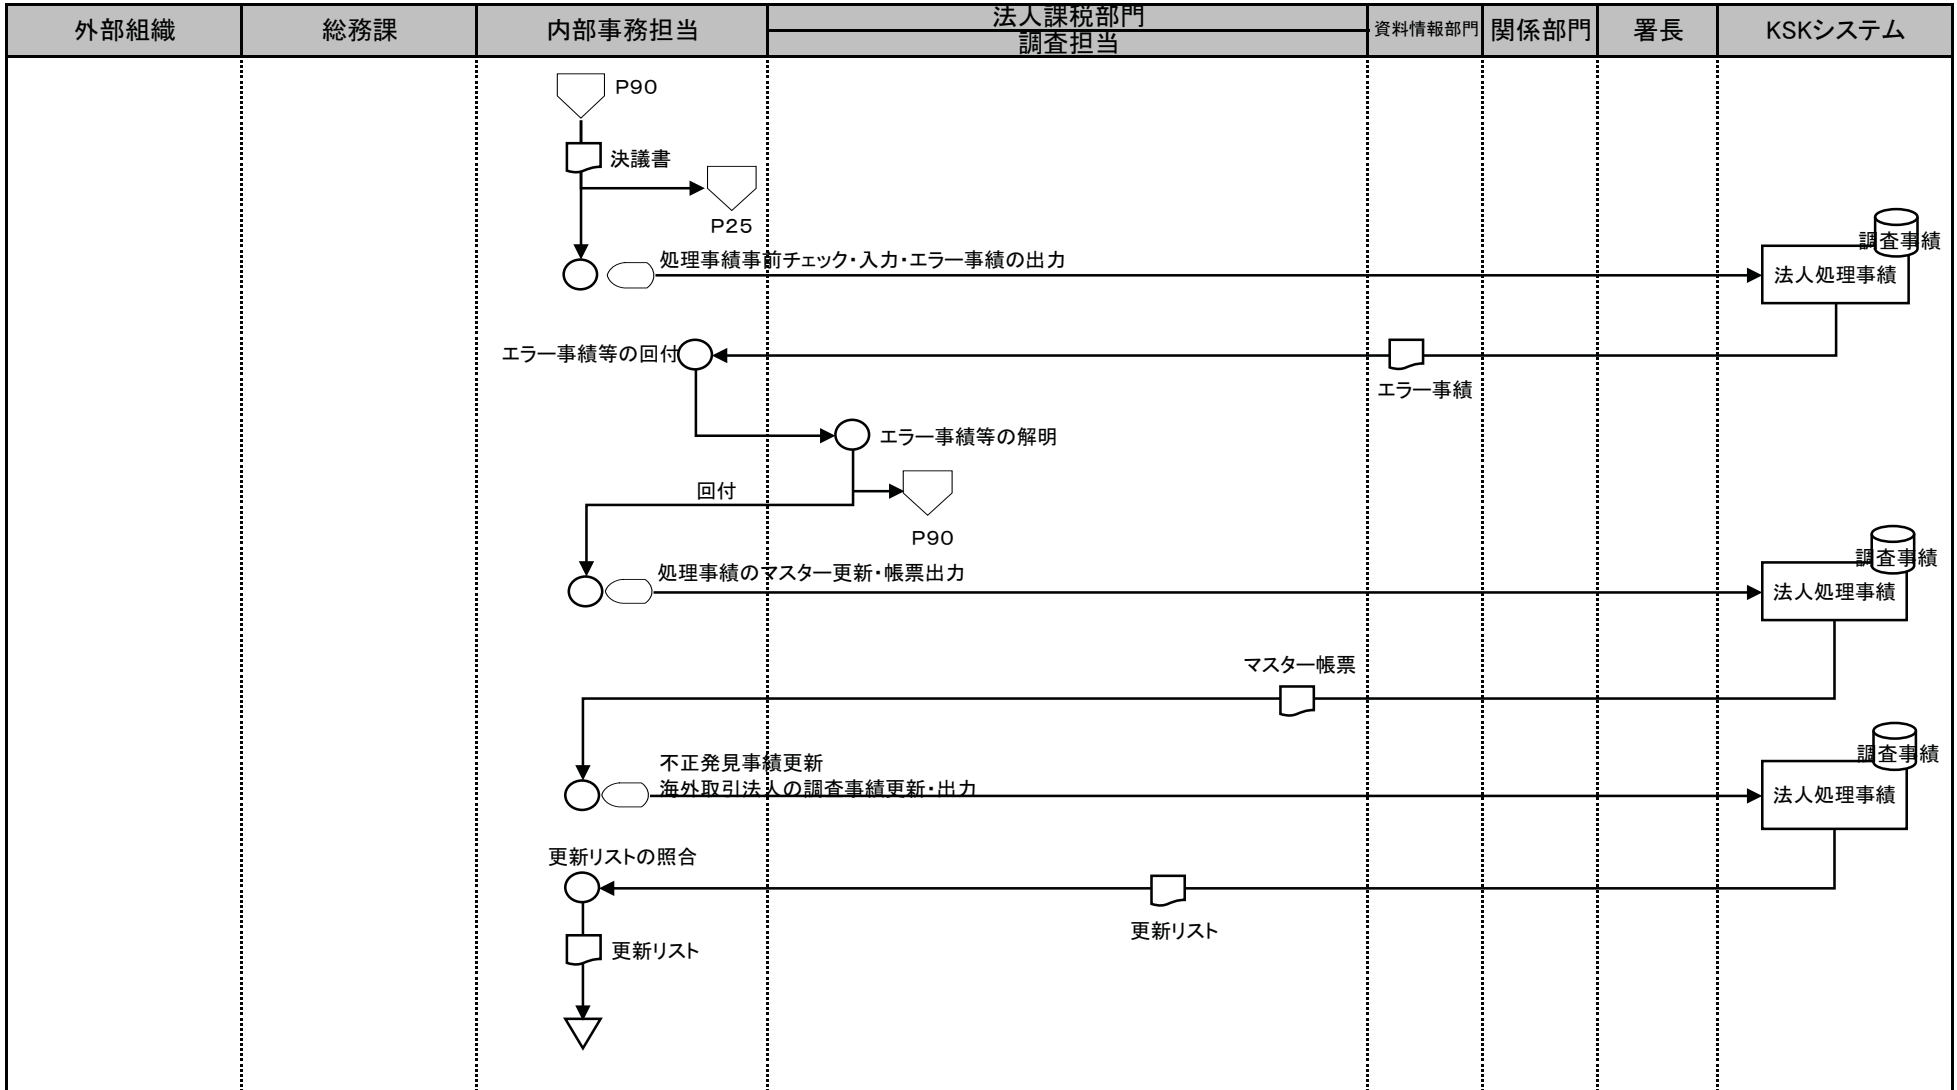 外部組織
総務課
内部事務担当
法人課税部門
調査担当
資料情報部門
関係部門
署長
KSKシステム
P90
決議書
P25
処理事績事前チェック・入力・エラー事績の出力
調査事績
法人処理事績
エラー事績等の回付
エラー事績
エラー事績等の解明
回付
P90
処理事績のマスター更新・帳票出力
調査事績
法人処理事績
マスター帳票
不正発見事績更新
海外取引法人の調査事績更新・出力
調査事績
法人処理事績
更新リストの照合
更新リスト
更新リスト